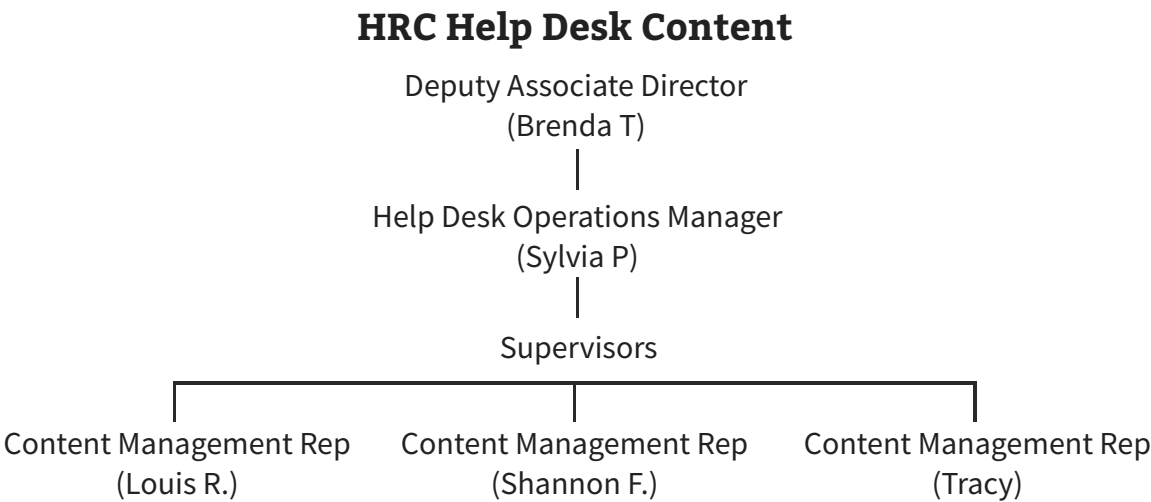 HRC Help Desk Content
Deputy Associate Director
(Brenda T)
Help Desk Operations Manager
(Sylvia P)
Supervisors
Content Management Rep
(Louis R.)
Content Management Rep
(Shannon F.)
Content Management Rep
(Tracy)